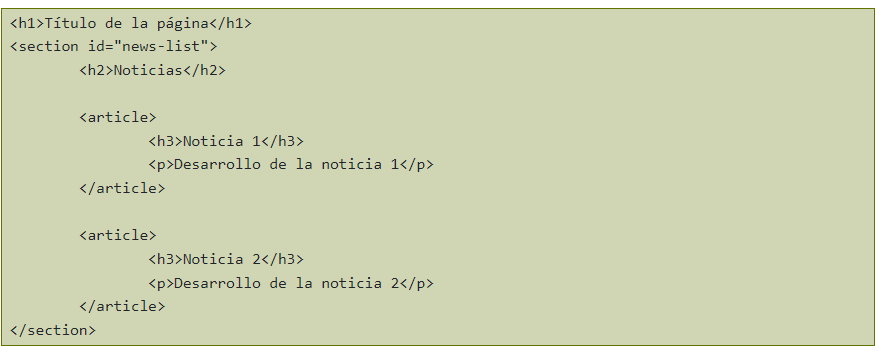 <h1>Título de la página</h1>
<section id="news-list">
<h2>Noticias</h2>
<article>
<h3>Noticia 1</h3>
<p>Desarrollo de la noticia 1</p>
</article>
<article>
<h3>Noticia 2</h3>
<p>Desarrollo de la noticia 2</p>
</article>
</section>